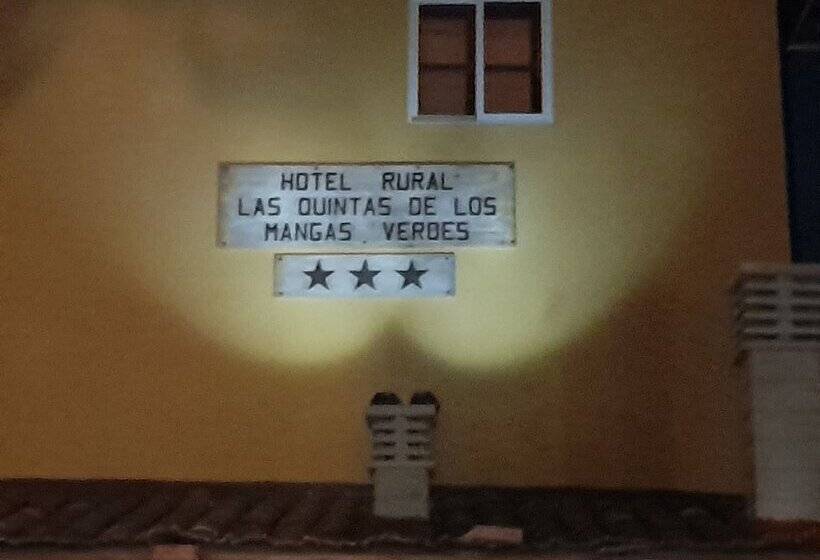 HOTEL RURAL
LAS QUINTAS DE LOS
MANGAS VERDES
★★★